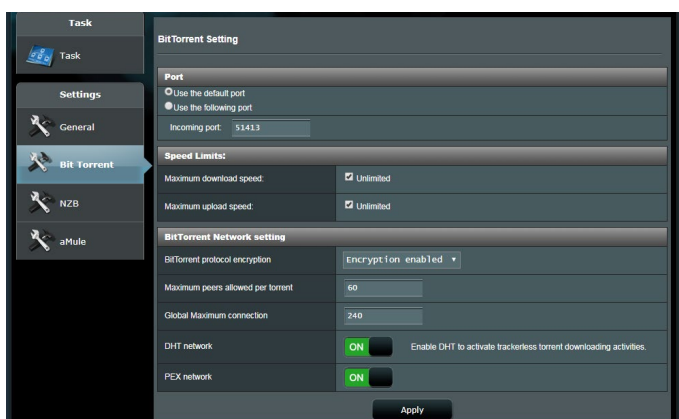 Task
Task
Settings
General
Bit Torrent
NZB
aMule
BitTorrent Setting
Port
Use the default port
Use the following port
Incoming port: 51413
Speed Limits:
Maximum download speed: Unlimited
Maximum upload speed: Unlimited
BitTorrent Network setting
BitTorrent protocol encryption Encryption enabled
Maximum peers allowed per torrent 60
Global Maximum connection 240
DHT network ON Enable DHT to activate trackerless torrent downloading activities.
PEX network ON
Apply